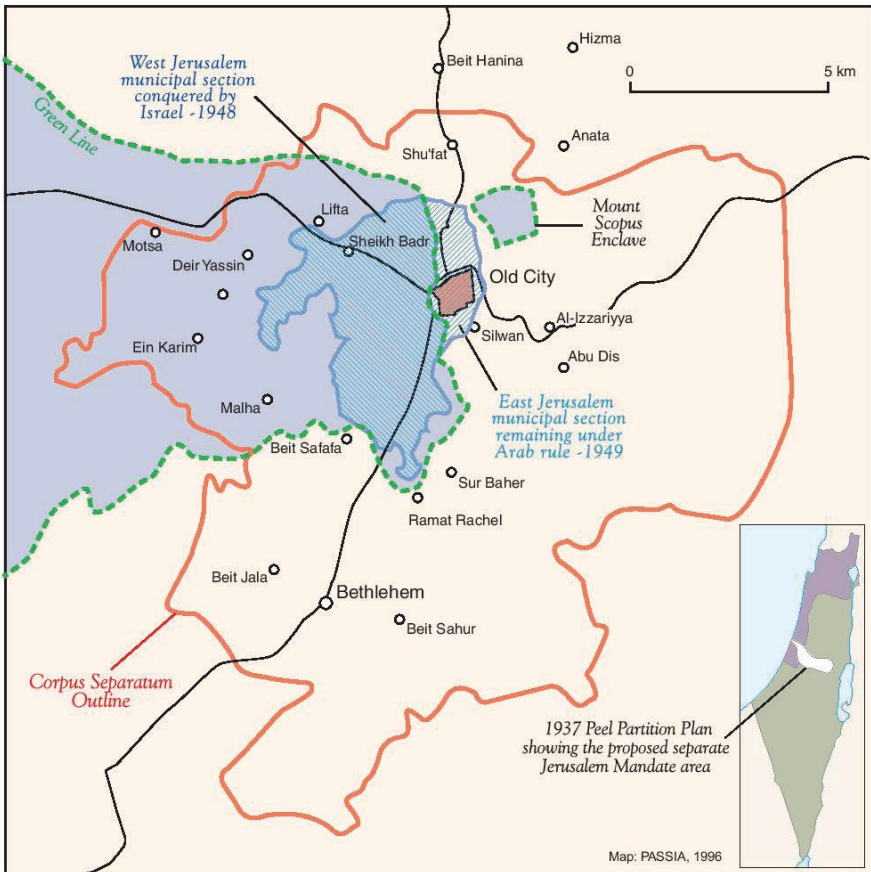 Hizma
Beit Hanina
0 5 km
West Jerusalem
municipal section
conquered by
Israel -1948
Green Line
Anata
Shu'fat
Mount
Scopus
Enclave
Lifta
Motsa
Sheikh Badr
Deir Yassin
Old City
Ein Karim
Silwan
Al-Izzariyya
Abu Dis
Malha
East Jerusalem
municipal section
remaining under
Arab rule -1949
Beit Safafa
Sur Baher
Ramat Rachel
Beit Jala
Bethlehem
Beit Sahur
Corpus Separatum
Outline
1937 Peel Partition Plan
showing the proposed separate
Jerusalem Mandate area
Map: PASSIA, 1996